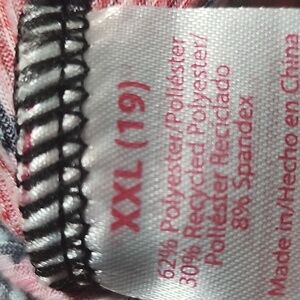 XXL (19)
62% Polyester/Poliéster
30% Recycled Polyester/
Poliéster Reciclado
8% Spandex
Made in/Hecho en China